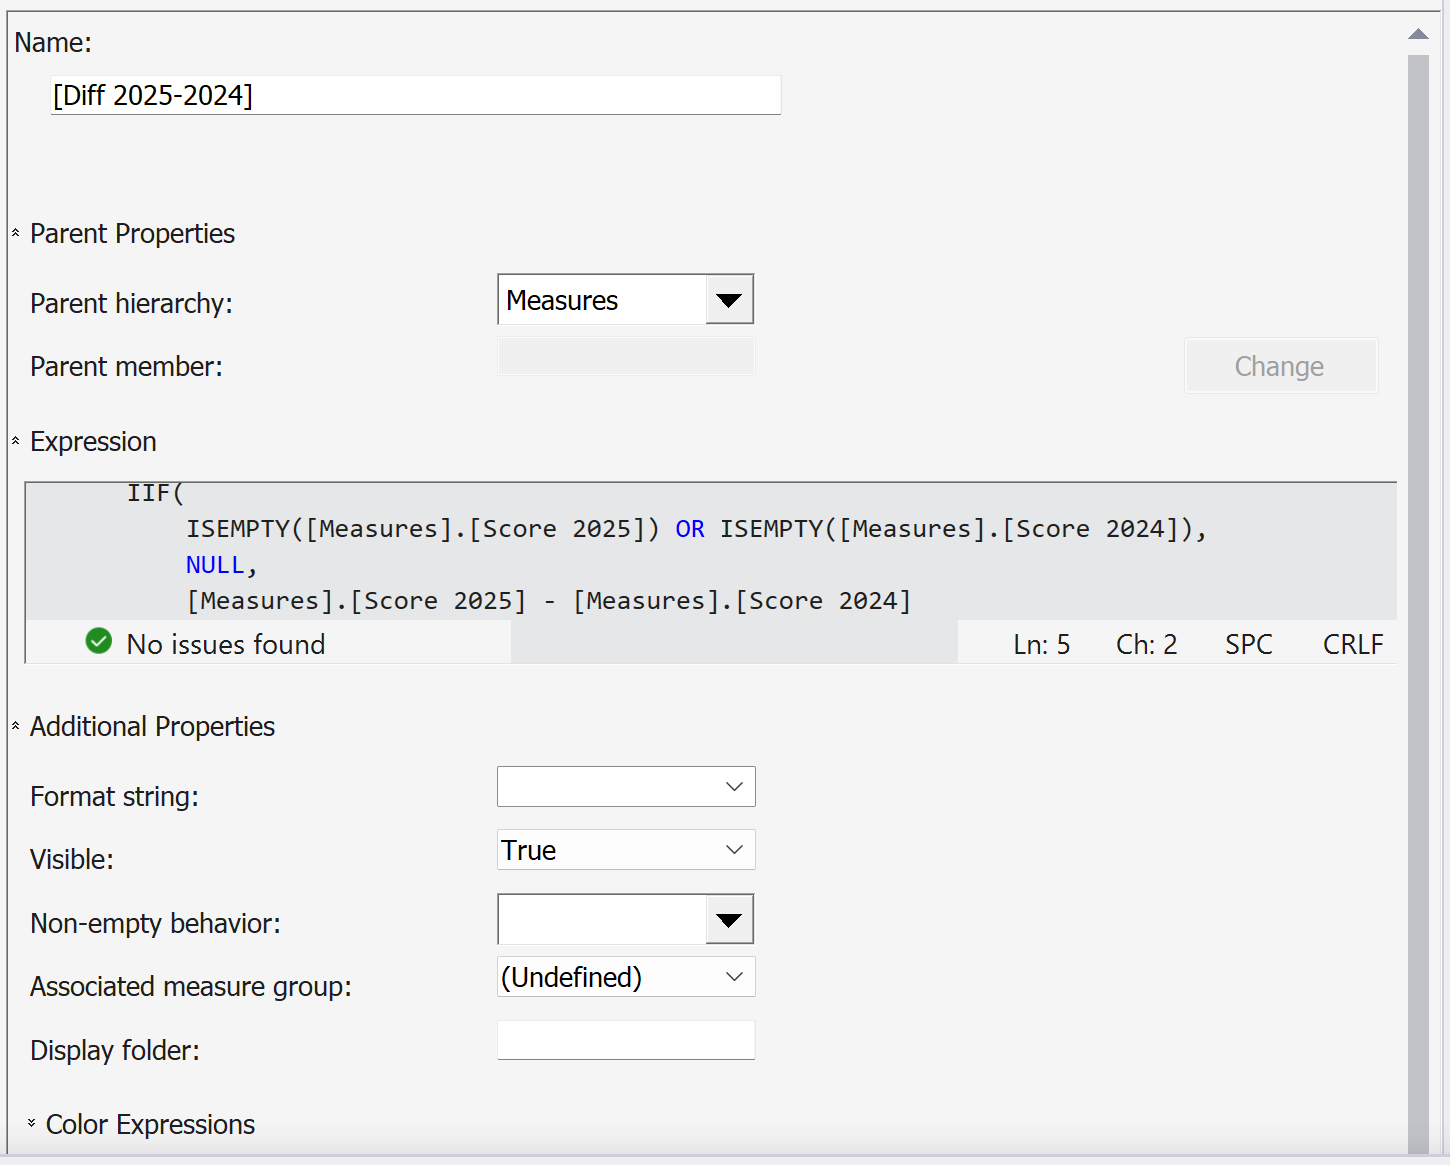 Name:
[Diff 2025-2024]
Parent Properties
Parent hierarchy:
Measures
Parent member:
Change
Expression
IIF(
ISEMPTY([Measures].[Score 2025]) OR ISEMPTY([Measures].[Score 2024]),
NULL,
[Measures].[Score 2025] - [Measures].[Score 2024]
No issues found
Ln: 5 Ch: 2 SPC CRLF
Additional Properties
Format string:
Visible:
True
Non-empty behavior:
Associated measure group:
(Undefined)
Display folder:
Color Expressions